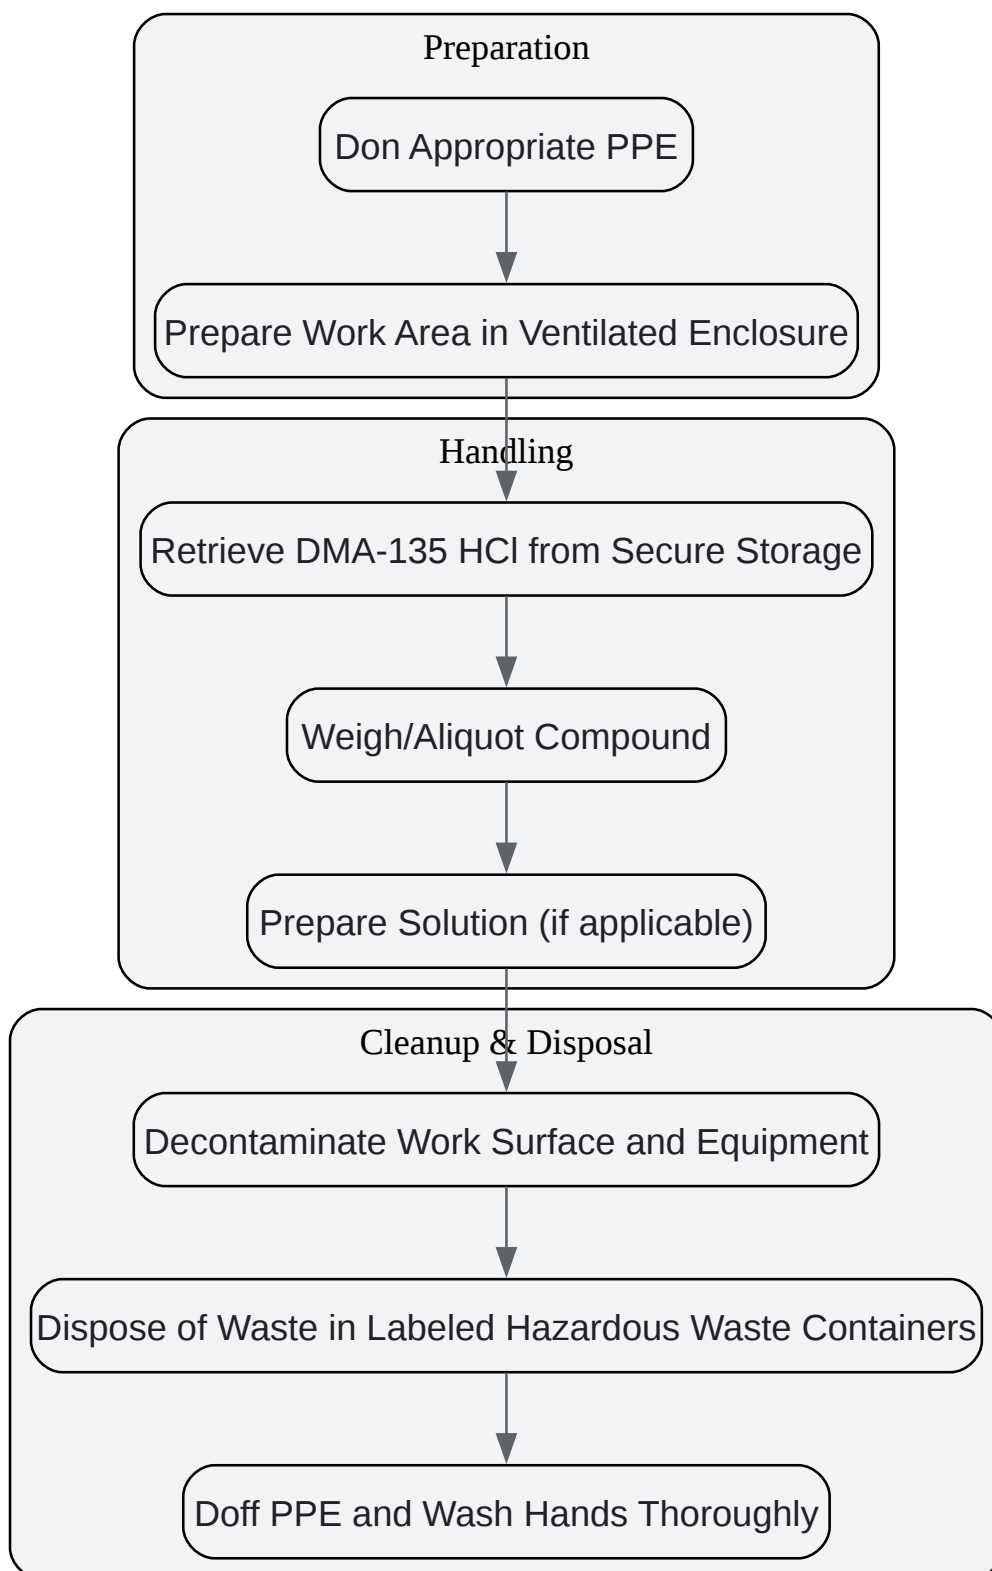 Preparation
Don Appropriate PPE
Prepare Work Area in Ventilated Enclosure
Handling
Retrieve DMA-135 HCl from Secure Storage
Weigh/Aliquot Compound
Prepare Solution (if applicable)
Cleanup & Disposal
Decontaminate Work Surface and Equipment
Dispose of Waste in Labeled Hazardous Waste Containers
Doff PPE and Wash Hands Thoroughly